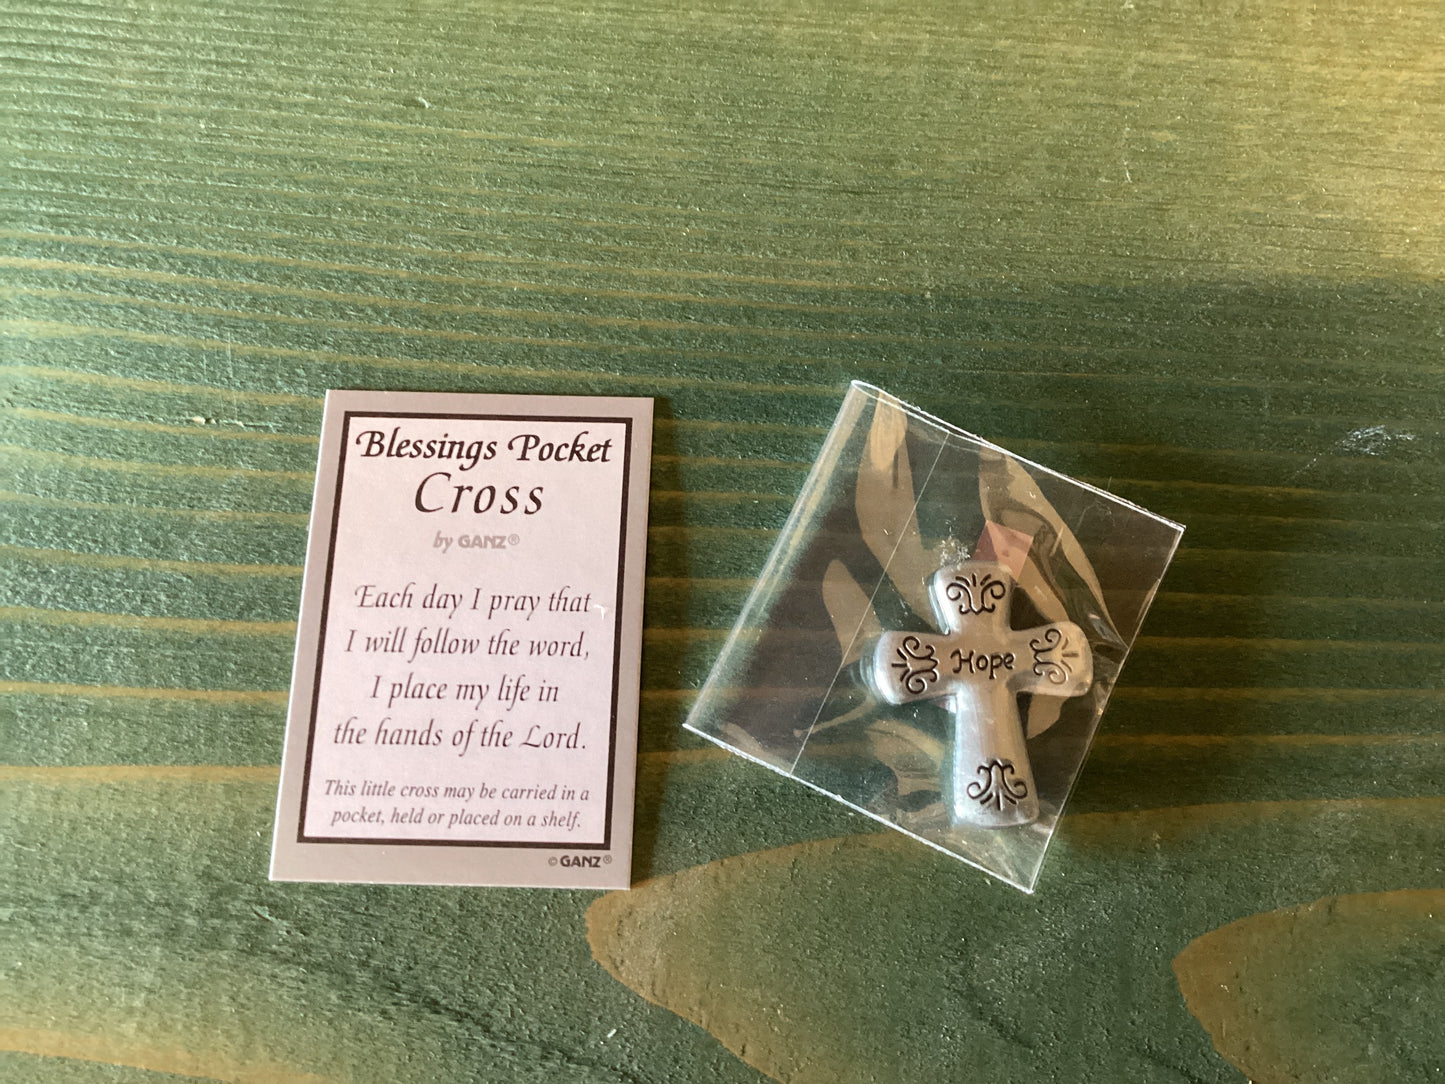 Blessings Pocket
Cross
by GANZ®
Each day I pray that
I will follow the word,
I place my life in
the hands of the Lord.
This little cross may be carried in a
pocket, held or placed on a shelf.
© GANZ®
Hope